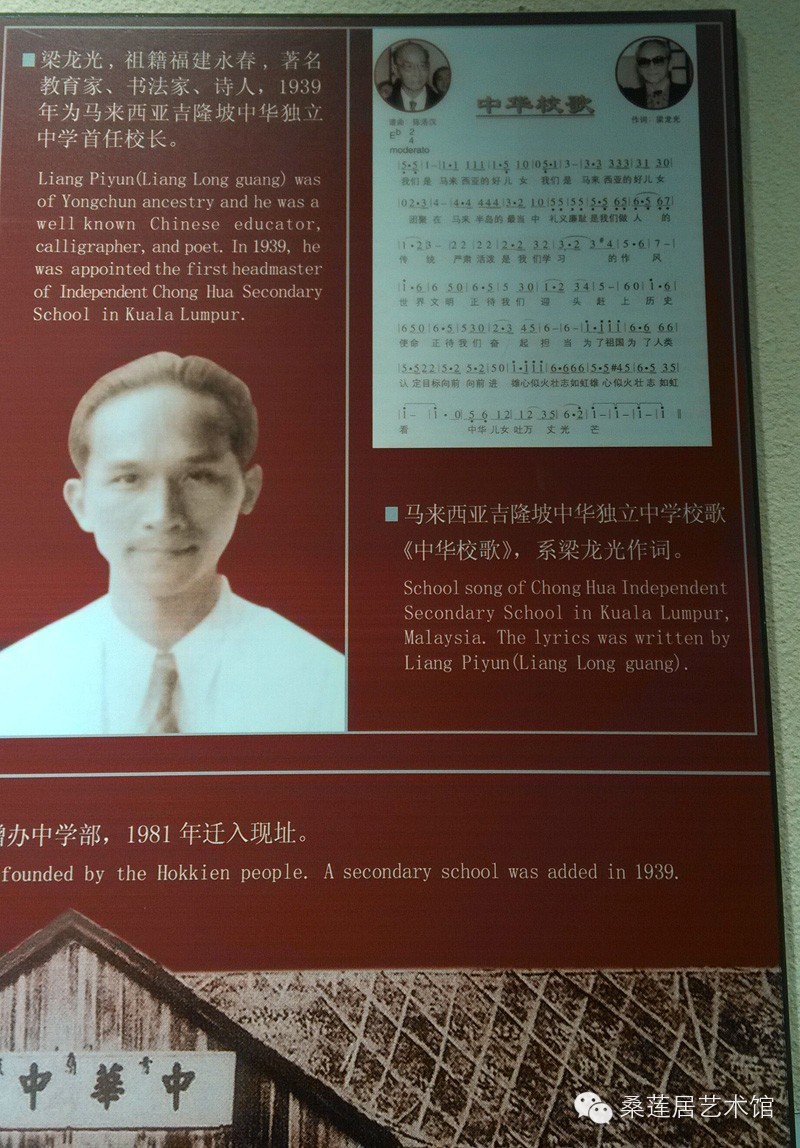 梁龙光，祖籍福建永春，著名
教育家、书法家、诗人，1939
年为马来西亚吉隆坡中华独立
中学首任校长。
Liang Piyun(Liang Long guang) was
of Yongchun ancestry and he was a
well known Chinese educator,
calligrapher, and poet. In 1939, he
was appointed the first headmaster
of Independent Chong Hua Secondary
School in Kuala Lumpur.
中华校歌
作词 梁龙光
moderato
我们是 马来西亚的好儿女 我们是 马来西亚的好儿女
团聚在 马来半岛的最当中 礼义廉耻是我们做人的
传统 严肃活泼是我们学习的作风
世界文明 正待我们迎头赶上 历史
使命 正待我们奋起担当 为了祖国为了人类
认定目标向前 向前进 雄心似火壮志如虹雄心似火壮志如虹
看 中华儿女吐万丈光芒
马来西亚吉隆坡中华独立中学校歌
《中华校歌》，系梁龙光作词。
School song of Chong Hua Independent
Secondary School in Kuala Lumpur,
Malaysia. The lyrics was written by
Liang Piyun(Liang Long guang).
增办中学部，1981 年迁入现址。
founded by the Hokkien people. A secondary school was added in 1939.
中華中
桑莲居艺术馆